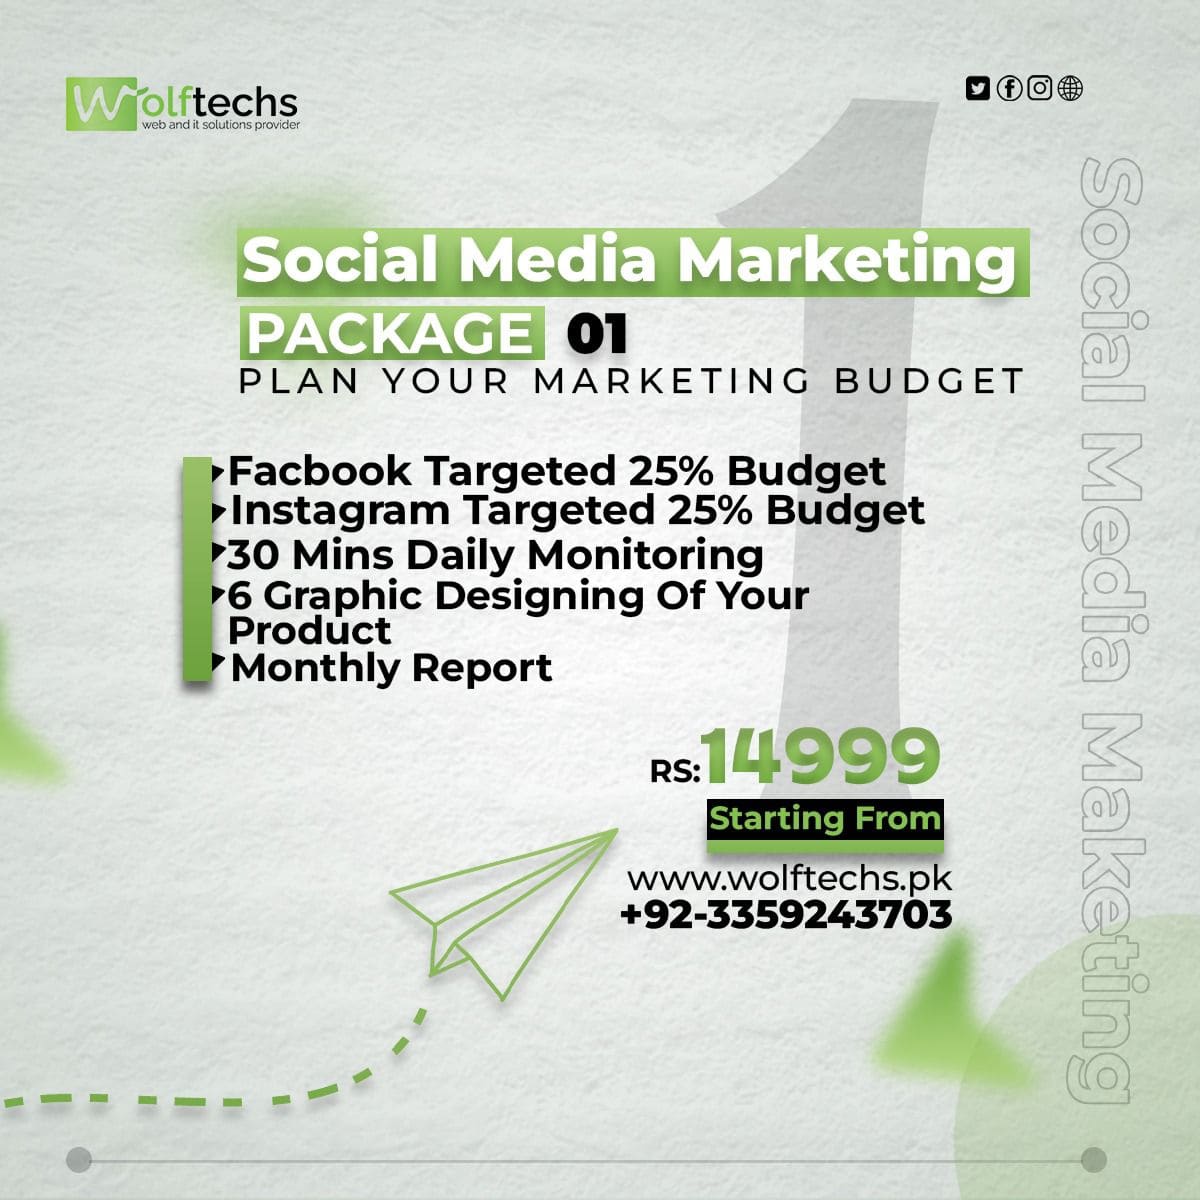 Wolftechs
web and it solutions provider
Social Media Marketing
PACKAGE 01
PLAN YOUR MARKETING BUDGET
Facbook Targeted 25% Budget
Instagram Targeted 25% Budget
30 Mins Daily Monitoring
6 Graphic Designing Of Your
Product
Monthly Report
RS:14999
Starting From
www.wolftechs.pk
+92-3359243703
1
Social Media Makreting